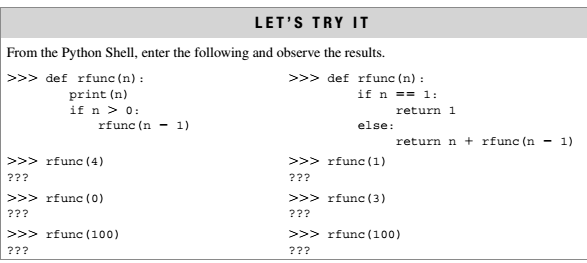 LET'S TRY IT
From the Python Shell, enter the following and observe the results.
>>> def rfunc(n):
print(n)
if n > 0:
rfunc(n − 1)
>>> rfunc(4)
???
>>> rfunc(0)
???
>>> rfunc(100)
???
>>> def rfunc(n):
if n == 1:
return 1
else:
return n + rfunc(n − 1)
>>> rfunc(1)
???
>>> rfunc(3)
???
>>> rfunc(100)
???